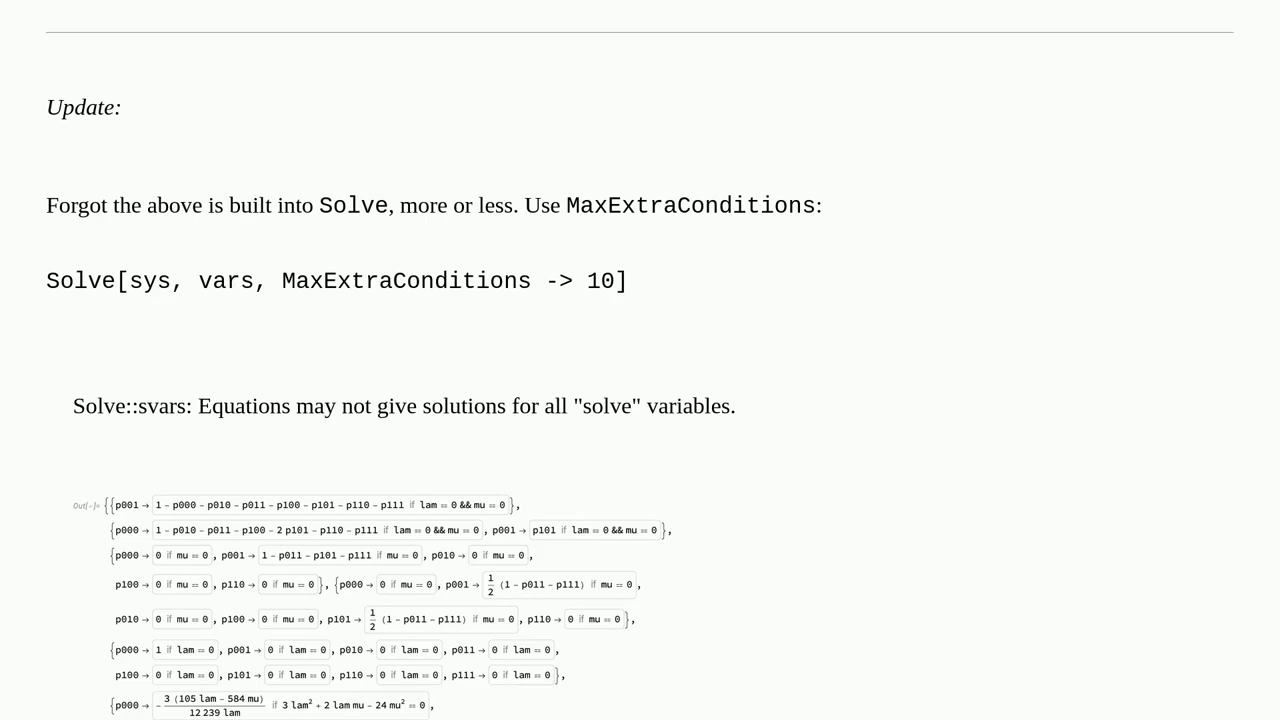 Update:
Forgot the above is built into Solve, more or less. Use MaxExtraConditions:
Solve[sys, vars, MaxExtraConditions -> 10]
Solve::svars: Equations may not give solutions for all "solve" variables.
Out[-]= {{p001 → 1 - p000 - p010 - p011 - p100 - p101 - p110 - p111 if lam == 0 && mu == 0},
{p000 → 1 - p010 - p011 - p100 - 2 p101 - p110 - p111 if lam == 0 && mu == 0, p001 → p101 if lam == 0 && mu == 0},
{p000 → 0 if mu == 0, p001 → 1 - p011 - p101 - p111 if mu == 0, p010 → 0 if mu == 0,
p100 → 0 if mu == 0, p110 → 0 if mu == 0}, {p000 → 0 if mu == 0, p001 → 1/2 (1 - p011 - p111) if mu == 0,
p010 → 0 if mu == 0, p100 → 0 if mu == 0, p101 → 1/2 (1 - p011 - p111) if mu == 0, p110 → 0 if mu == 0},
{p000 → 1 if lam == 0, p001 → 0 if lam == 0, p010 → 0 if lam == 0, p011 → 0 if lam == 0,
p100 → 0 if lam == 0, p101 → 0 if lam == 0, p110 → 0 if lam == 0, p111 → 0 if lam == 0},
{p000 → - 3 (105 lam - 584 mu) / 12 239 lam if 3 lam² + 2 lam mu - 24 mu² == 0,